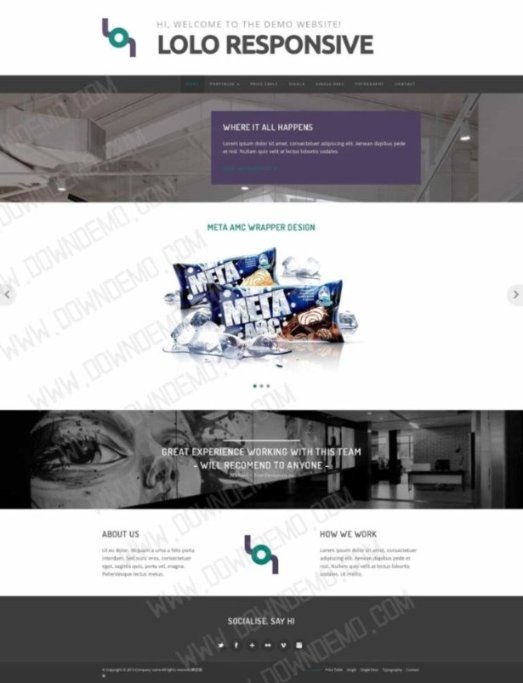 HI, WELCOME TO THE DEMO WEBSITE!
LOLO RESPONSIVE
HOME PORTFOLIO PRICE TABLE SINGLE SINGLE DUO TYPOGRAPHY CONTACT
WHERE IT ALL HAPPENS
Lorem ipsum dolor sit amet, consectetuer adipiscing elit. Aenean dapibus pede
et nisl. Nullam quis velit at lectus lobortis sodales.
META AMC WRAPPER DESIGN
META
META
GREAT EXPERIENCE WORKING WITH THIS TEAM
- WILL RECOMEND TO ANYONE -
ABOUT US
HOW WE WORK
Ut eu dolor. Aliquam a urna a felis porta
interdum. Sed nunc eros, consectetuer
eget, sagittis quis, porta vel, magna.
Pellentesque lectus metus.
Lorem ipsum dolor sit amet, consectetuer
adipiscing elit. Aenean dapibus pede et nisl.
Nullam quis velit at lectus lobortis sodales.
Ut mollis.
SOCIALISE, SAY HI
Price Table Single Single Duo Typography Contact
WWW.DOWNDEMO.COM